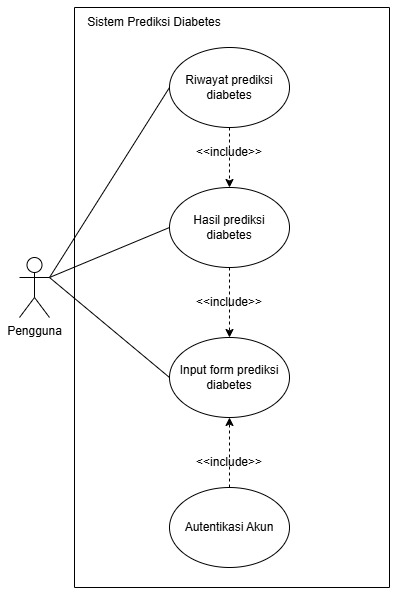 Sistem Prediksi Diabetes
Riwayat prediksi
diabetes
<<include>>
Hasil prediksi
diabetes
<<include>>
Pengguna
Input form prediksi
diabetes
<<include>>
Autentikasi Akun